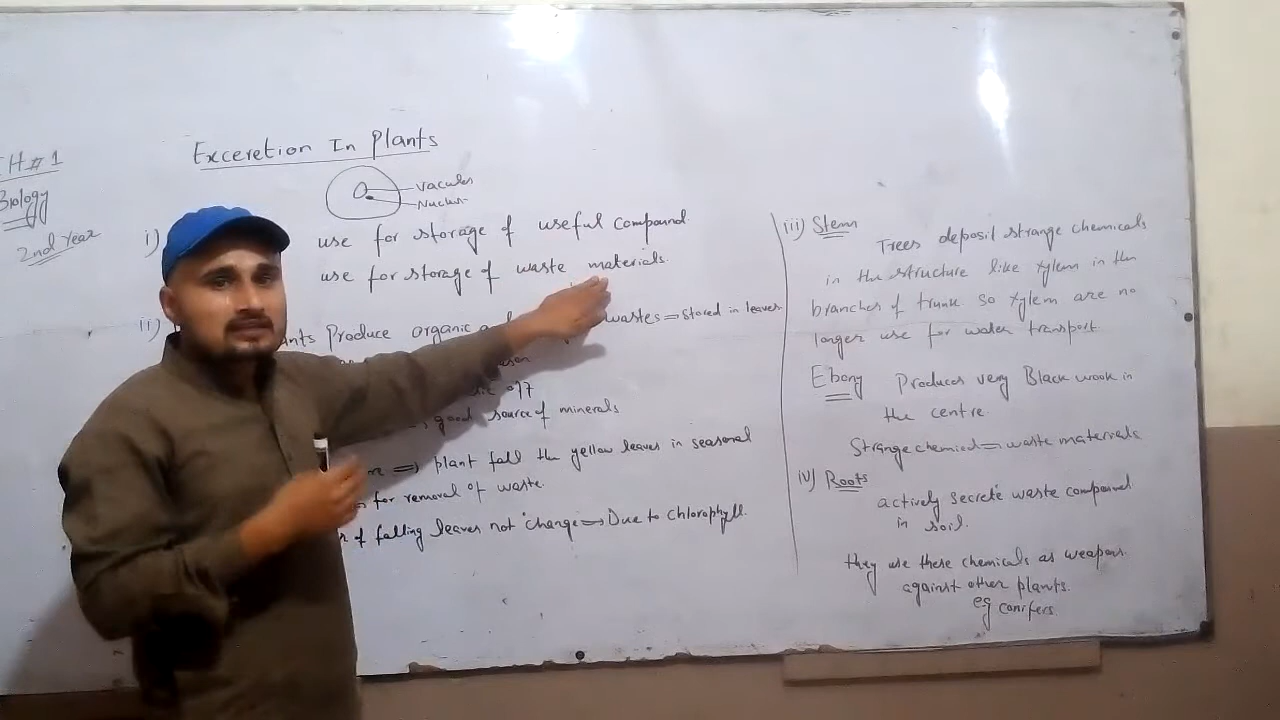 CH # 1
Biology
2nd Year
Exceretion In Plants
Vacules
i) use for storage of useful compound.
use for storage of waste materials.
ii) Produce organic wastes ⇒ stored in leaves
good source of minerals
⇒ plant fall the yellow leaves in seasonal
for removal of waste.
of falling leaves not change ⇒ Due to chlorophyll.
iii) Stem
Trees deposit strange chemicals
in the structure like xylem in the
branches of trunk so xylem are no
longer use for water transport
Ebony Produces very Black wook in
the centre.
Strange chemical = waste materials
iv) Roots
actively secrete waste compound
in soil.
they use these chemicals as weapons.
against other plants.
eg conifers.